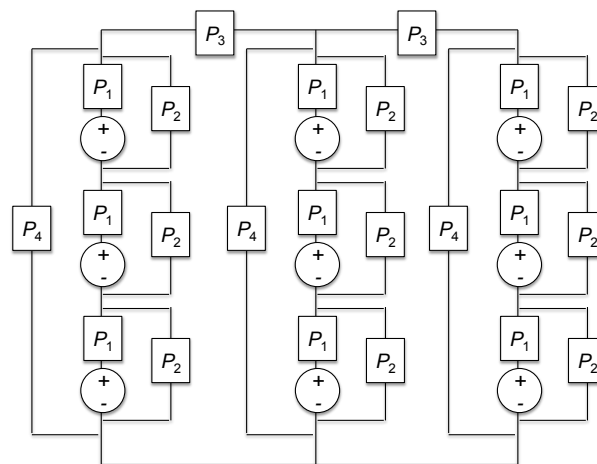 P3 P3
P1 P1 P1
P2 P2 P2
+ + +
- - -
P1 P1 P1
P4 P2 P4 P2 P4 P2
+ + +
- - -
P1 P1 P1
P2 P2 P2
+ + +
- - -